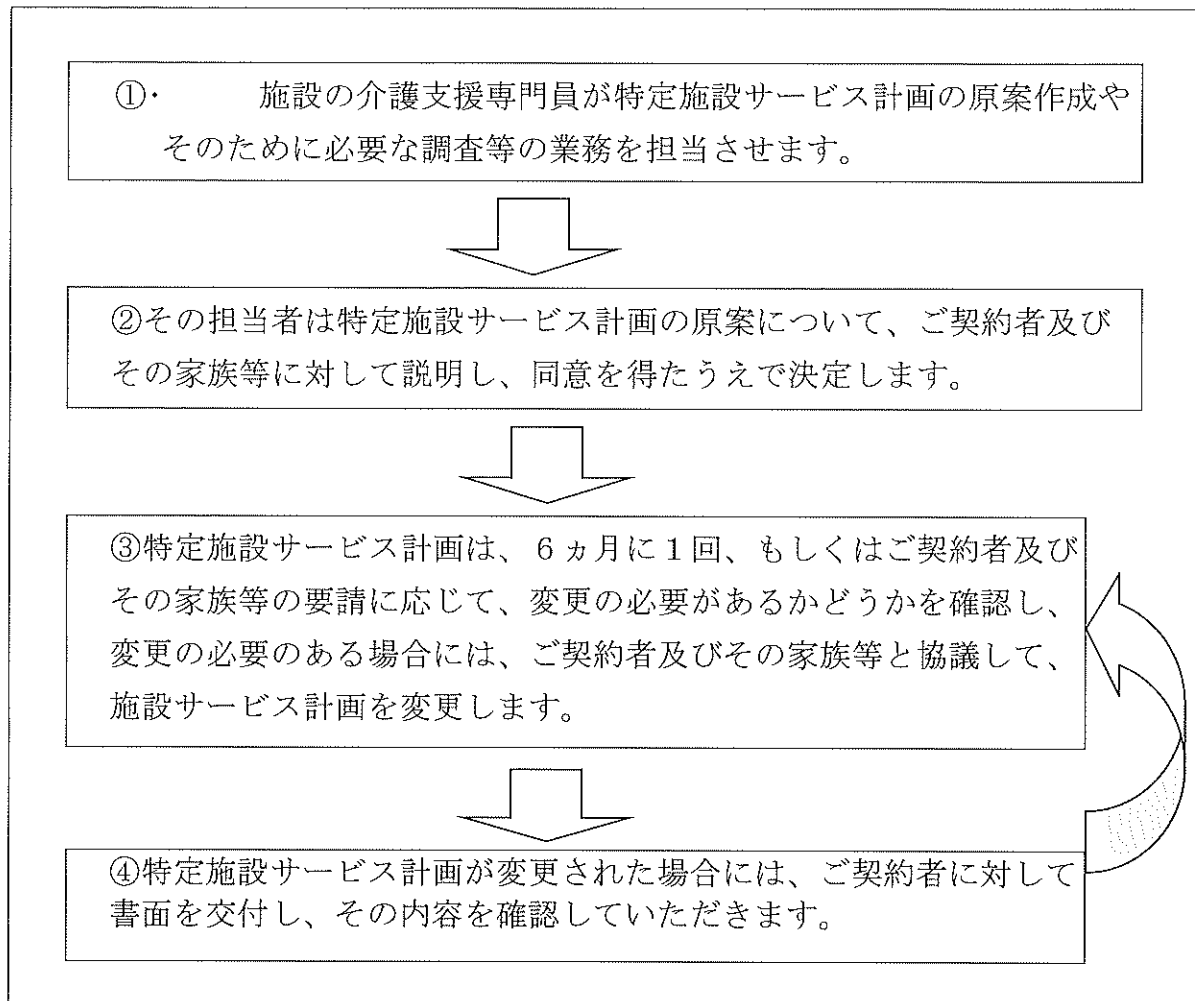 ①・　　　施設の介護支援専門員が特定施設サービス計画の原案作成や
そのために必要な調査等の業務を担当させます。
②その担当者は特定施設サービス計画の原案について、ご契約者及び
その家族等に対して説明し、同意を得たうえで決定します。
③特定施設サービス計画は、６ヵ月に１回、もしくはご契約者及び
その家族等の要請に応じて、変更の必要があるかどうかを確認し、
変更の必要のある場合には、ご契約者及びその家族等と協議して、
施設サービス計画を変更します。
④特定施設サービス計画が変更された場合には、ご契約者に対して
書面を交付し、その内容を確認していただきます。